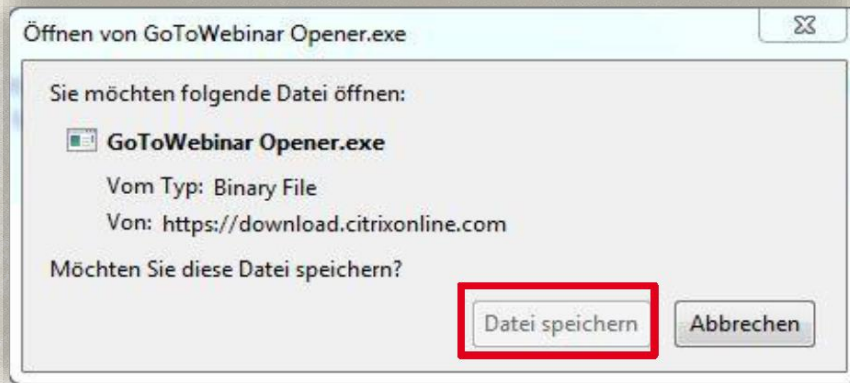 Öffnen von GoToWebinar Opener.exe
Sie möchten folgende Datei öffnen:
GoToWebinar Opener.exe
Vom Typ: Binary File
Von: https://download.citrixonline.com
Möchten Sie diese Datei speichern?
Datei speichern Abbrechen